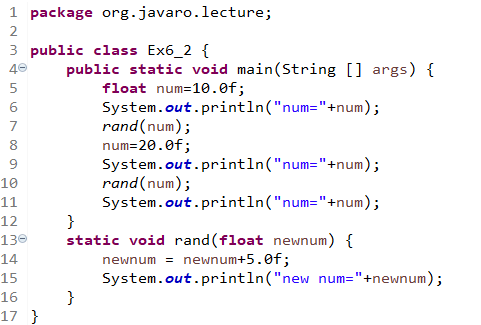 1 package org.javaro.lecture;
2
3 public class Ex6_2 {
4 public static void main(String [] args) {
5 float num=10.0f;
6 System.out.println("num="+num);
7 rand(num);
8 num=20.0f;
9 System.out.println("num="+num);
10 rand(num);
11 System.out.println("num="+num);
12 }
13 static void rand(float newnum) {
14 newnum = newnum+5.0f;
15 System.out.println("new num="+newnum);
16 }
17 }